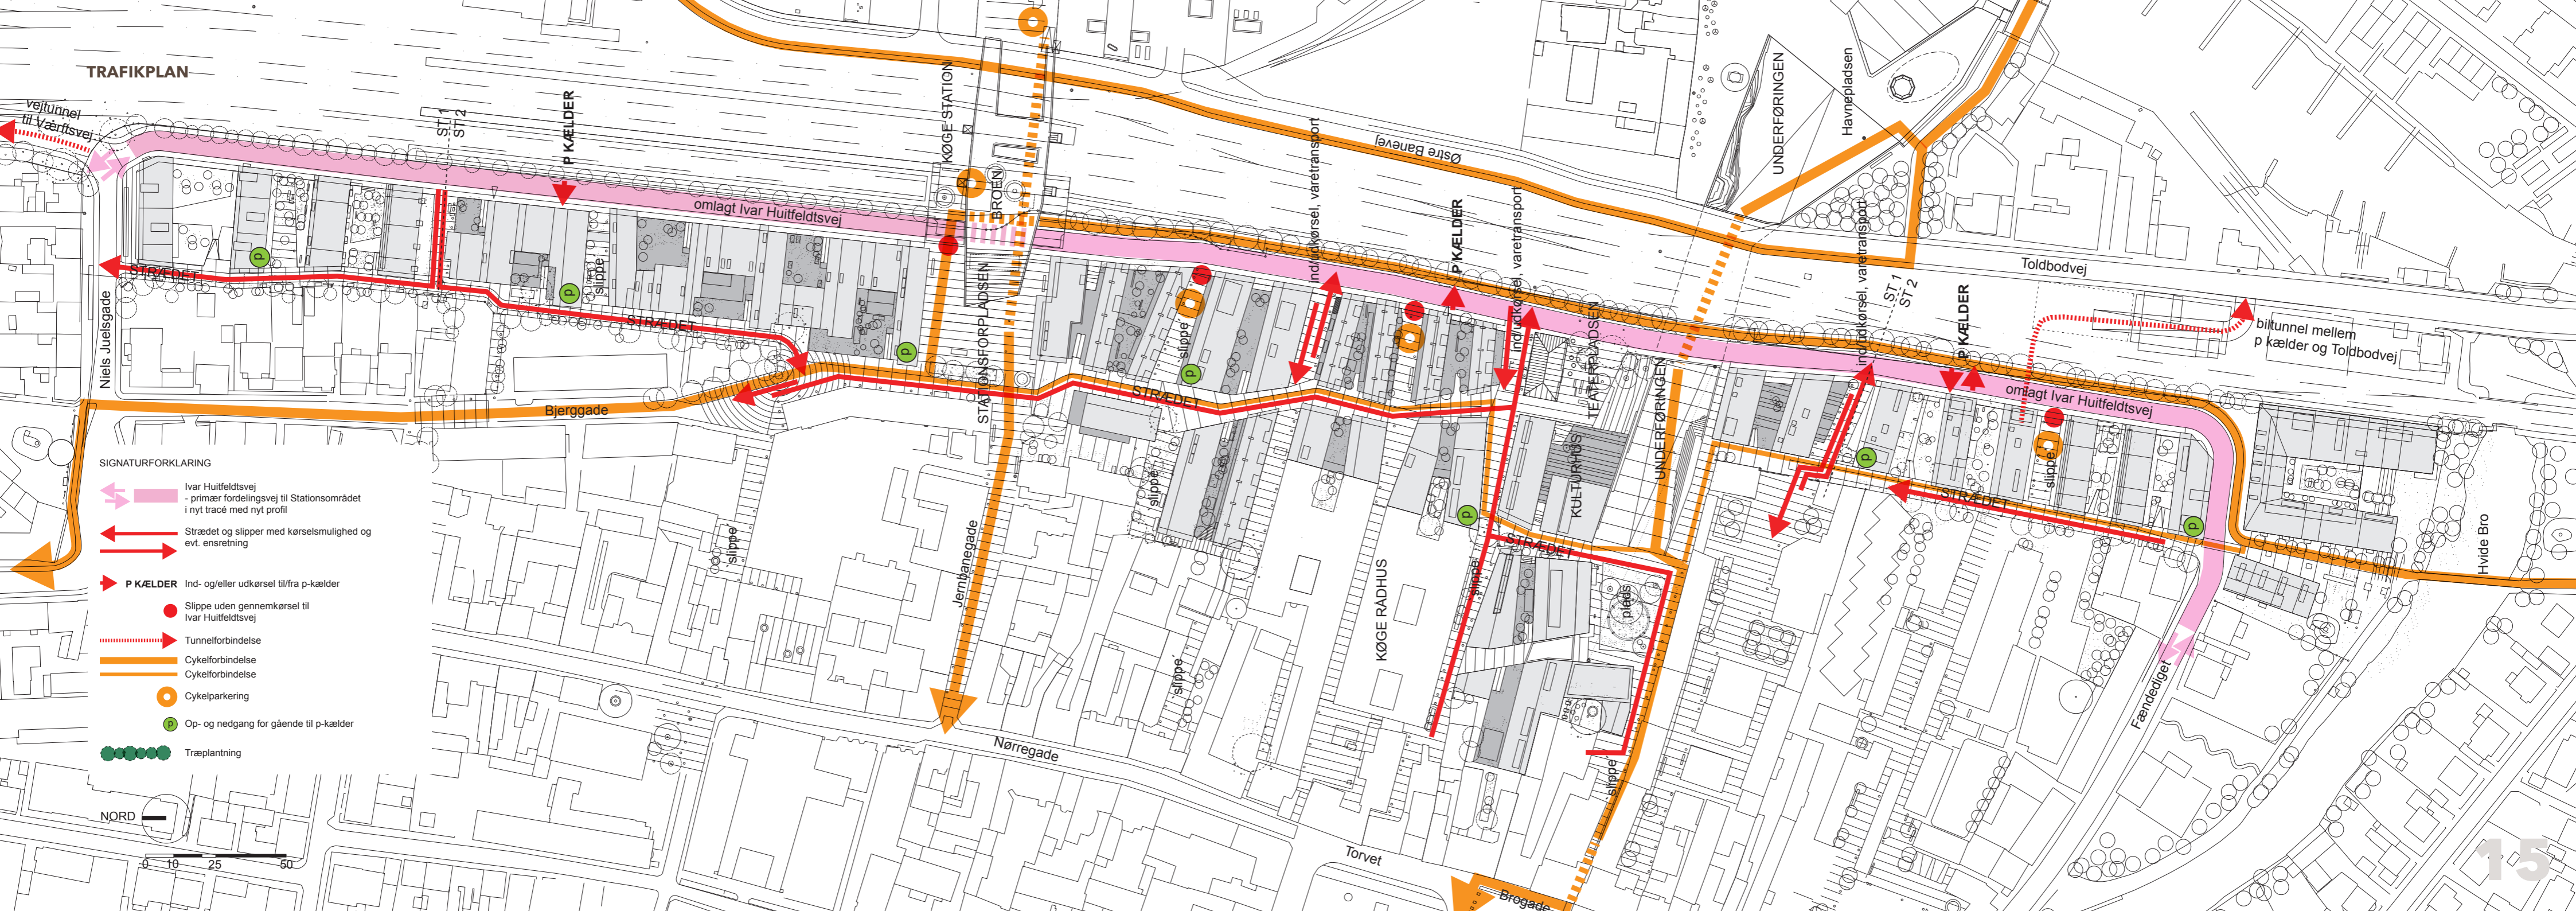 TRAFIKPLAN
vejtunnel
til Værftsvej
ST 1
ST 2
P KÆLDER
KØGE STATION
BROEN
omlagt Ivar Huitfeldtsvej
Østre Banevej
ind/udkørsel, varetransport
P KÆLDER
ind/udkørsel, varetransport
UNDERFØRINGEN
Havnepladsen
ind/udkørsel, varetransport
ST 1
ST 2
P KÆLDER
Toldbodvej
biltunnel mellem
p kælder og Toldbodvej
omlagt Ivar Huitfeldtsvej
STRÆDET
p
p
slippe
STRÆDET
p
STATIONSFORPLADSEN
slippe
p
STRÆDET
TEATERPLADSEN
UNDERFØRINGEN
KULTURHUS
p
slippe
STRÆDET
p
Hvide Bro
Niels Juelsgade
Bjerggade
slippe
Jernbanegade
slippe
slippe
KØGE RÅDHUS
p
slippe
STRÆDET
plads
slippe
Fændediget
Nørregade
Torvet
Brogade
SIGNATURFORKLARING
Ivar Huitfeldtsvej
- primær fordelingsvej til Stationsområdet
i nyt tracé med nyt profil
Strædet og slipper med kørselsmulighed og
evt. ensretning
P KÆLDER Ind- og/eller udkørsel til/fra p-kælder
Slippe uden gennemkørsel til
Ivar Huitfeldtsvej
Tunnelforbindelse
Cykelforbindelse
Cykelforbindelse
Cykelparkering
p Op- og nedgang for gående til p-kælder
Træplantning
NORD
0 10 25 50
15